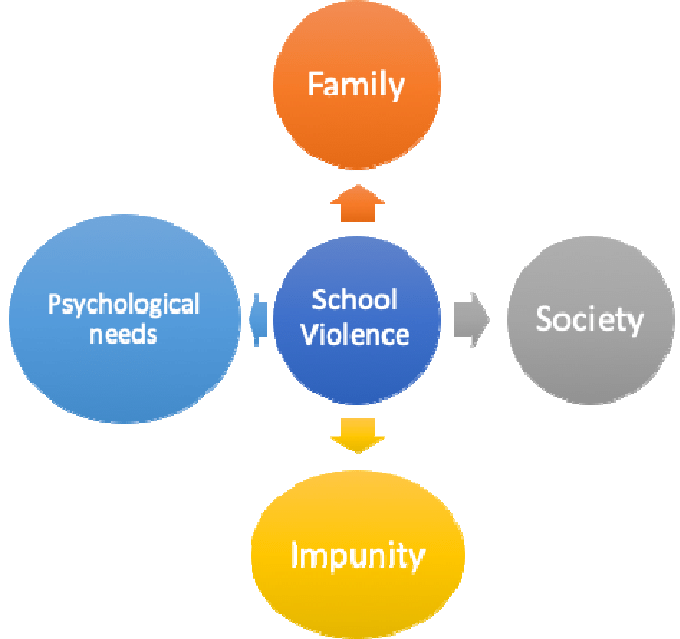 Family
Psychological
needs
School
Violence
Society
Impunity